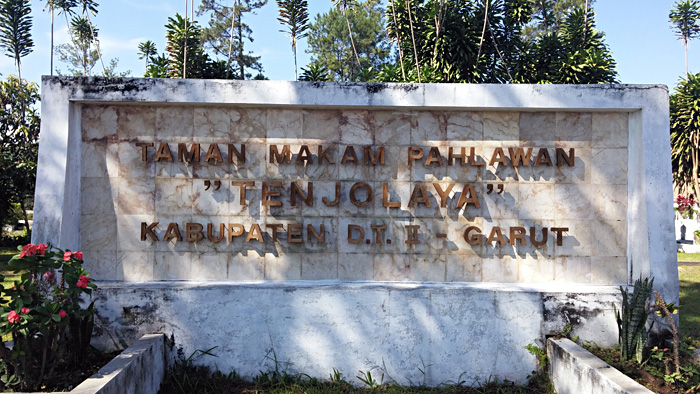 TAMAN MAKAM PAHLAWAN
”TENJOLAYA”
KABUPATEN D.T. II - GARUT